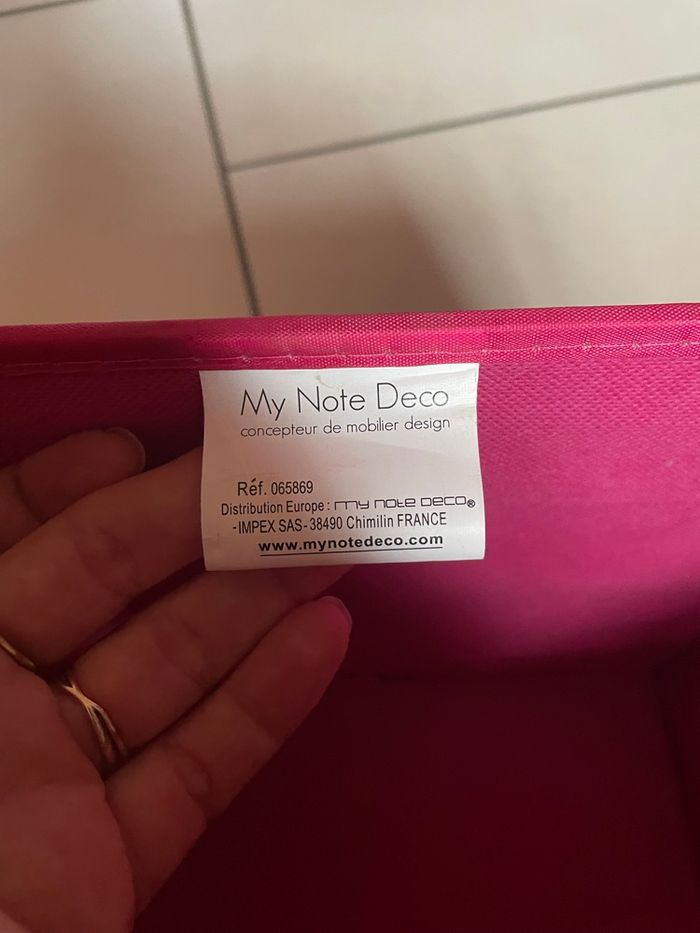 My Note Deco
concepteur de mobilier design
Réf. 065869
Distribution Europe : my note deco®
-IMPEX SAS-38490 Chimilin FRANCE
www.mynotedeco.com